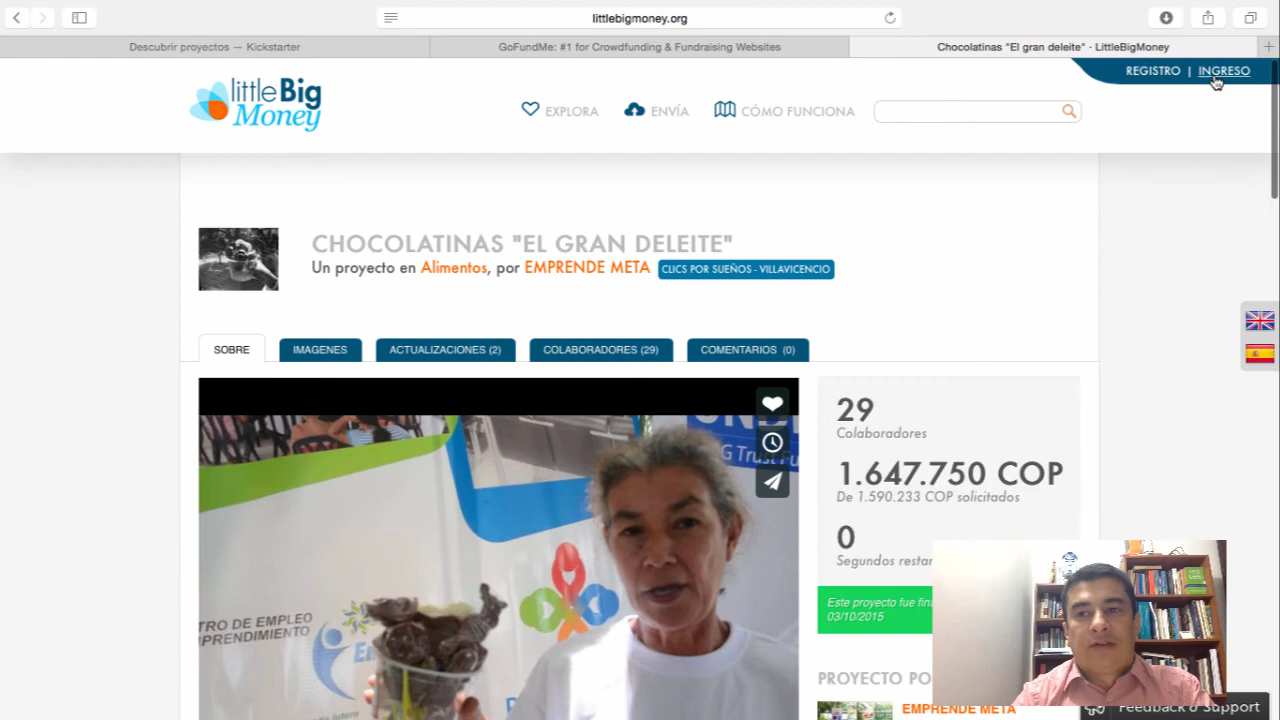 littlebigmoney.org
Descubrir proyectos — Kickstarter
GoFundMe: #1 for Crowdfunding & Fundraising Websites
Chocolatinas "El gran deleite" · LittleBigMoney
REGISTRO | INGRESO
little Big Money
EXPLORA
ENVÍA
CÓMO FUNCIONA
CHOCOLATINAS "EL GRAN DELEITE"
Un proyecto en Alimentos, por EMPRENDE META CLICS POR SUEÑOS - VILLAVICENCIO
SOBRE
IMAGENES
ACTUALIZACIONES (2)
COLABORADORES (29)
COMENTARIOS (0)
29
Colaboradores
1.647.750 COP
De 1.590.233 COP solicitados
0
Segundos
Este proyecto fue
03/10/2015
DE EMPLEO
PROYECTO
EMPRENDE META
Feedback & Support